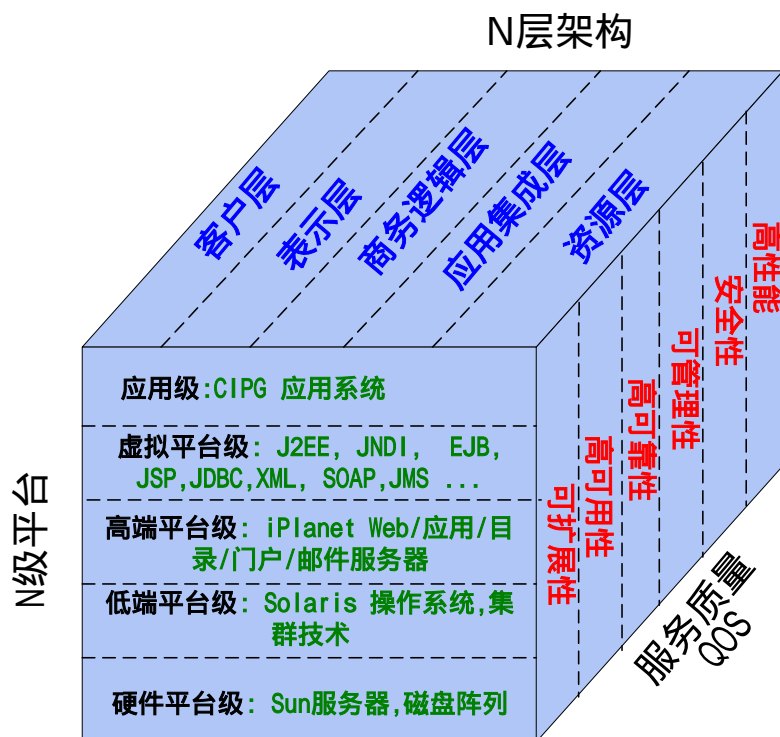 N层架构
客户层
表示层
商务逻辑层
应用集成层
资源层
高性能
安全性
可管理性
高可靠性
高可用性
可扩展性
应用级:CIPG 应用系统
虚拟平台级: J2EE, JNDI, EJB,
JSP,JDBC,XML, SOAP,JMS ...
高端平台级: iPlanet Web/应用/目
录/门户/邮件服务器
低端平台级: Solaris 操作系统,集
群技术
硬件平台级: Sun服务器,磁盘阵列
N级平台
服务质量
QOS